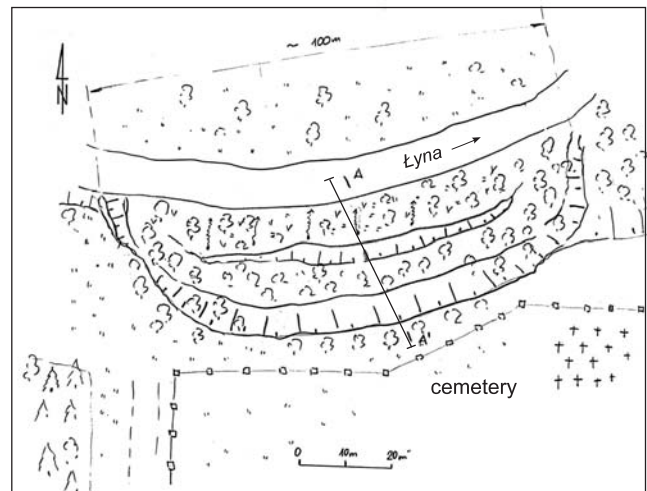 ~ 100m
N
Łyna →
A
A'
cemetery
0 10m 20m